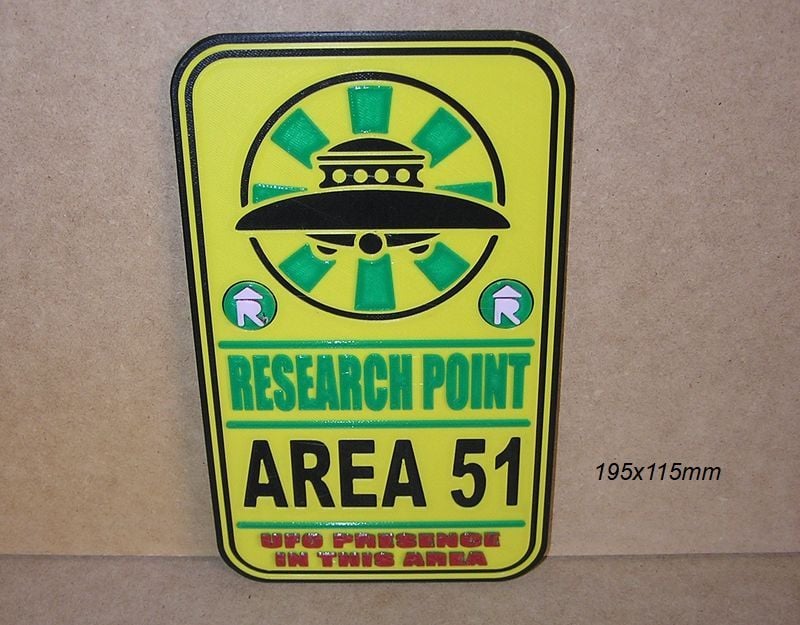 R
R
RESEARCH POINT
AREA 51
UFO PRESENCE
IN THIS AREA
195x115mm